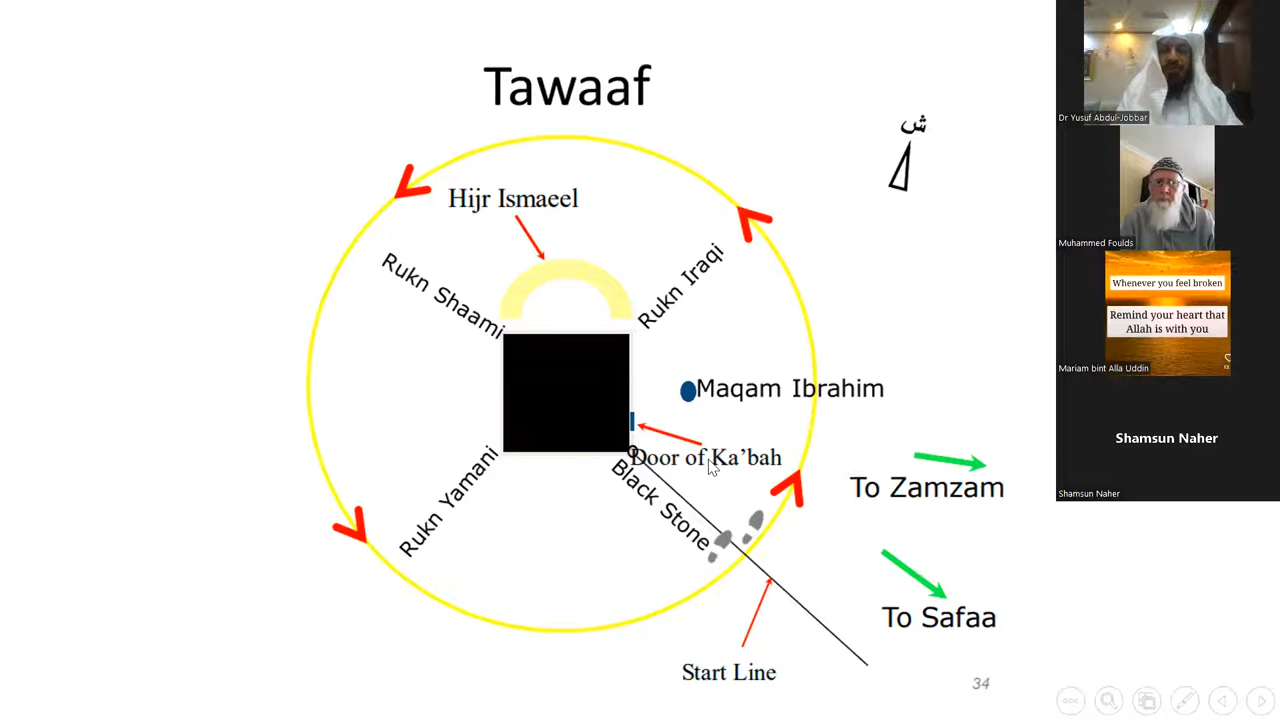 Tawaaf
ش
Hijr Ismaeel
Rukn Shaami
Rukn Iraqi
Maqam Ibrahim
Door of Ka’bah
Rukn Yamani
Black Stone
To Zamzam
To Safaa
Start Line
34
Dr Yusuf Abdul-Jobbar
Muhammed Foulds
Whenever you feel broken
Remind your heart that
Allah is with you
13
Mariam bint Alla Uddin
Shamsun Naher
Shamsun Naher